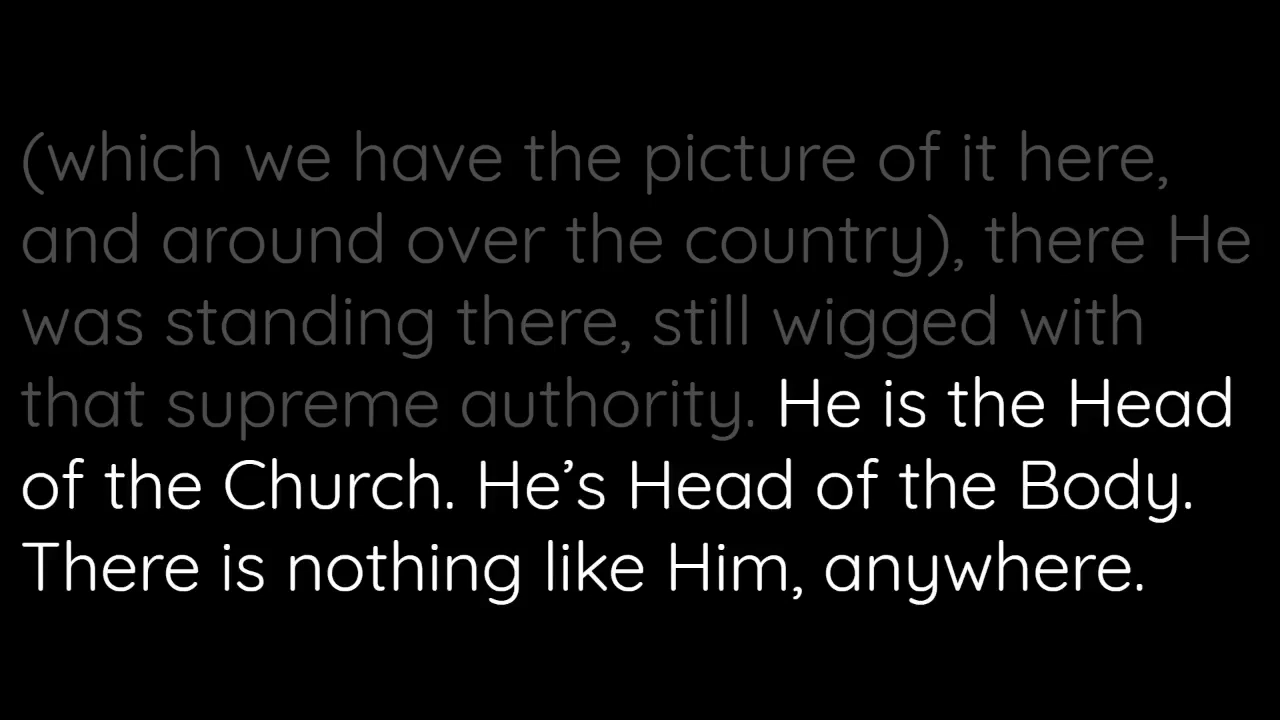 (which we have the picture of it here,
and around over the country), there He
was standing there, still wigged with
that supreme authority. He is the Head
of the Church. He’s Head of the Body.
There is nothing like Him, anywhere.